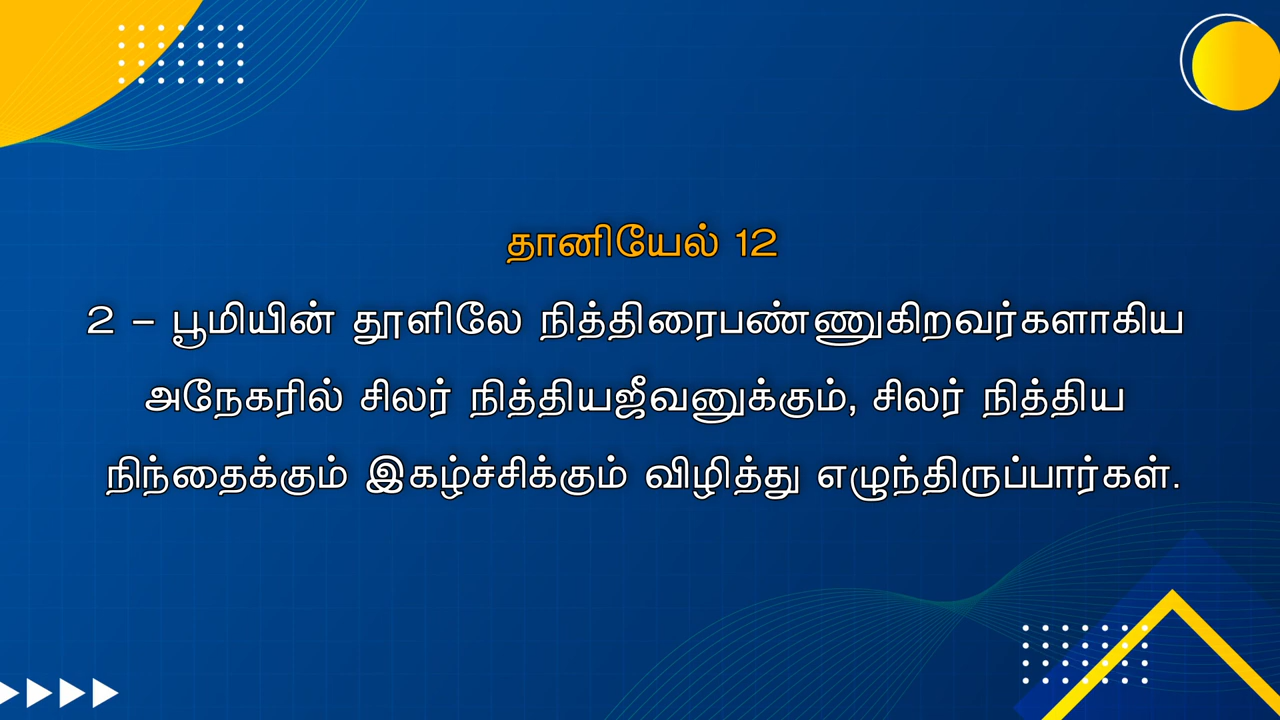 தானியேல் 12
2 – பூமியின் தூளிலே நித்திரைபண்ணுகிறவர்களாகிய
அநேகரில் சிலர் நித்தியஜீவனுக்கும், சிலர் நித்திய
நிந்தைக்கும் இகழ்ச்சிக்கும் விழித்து எழுந்திருப்பார்கள்.